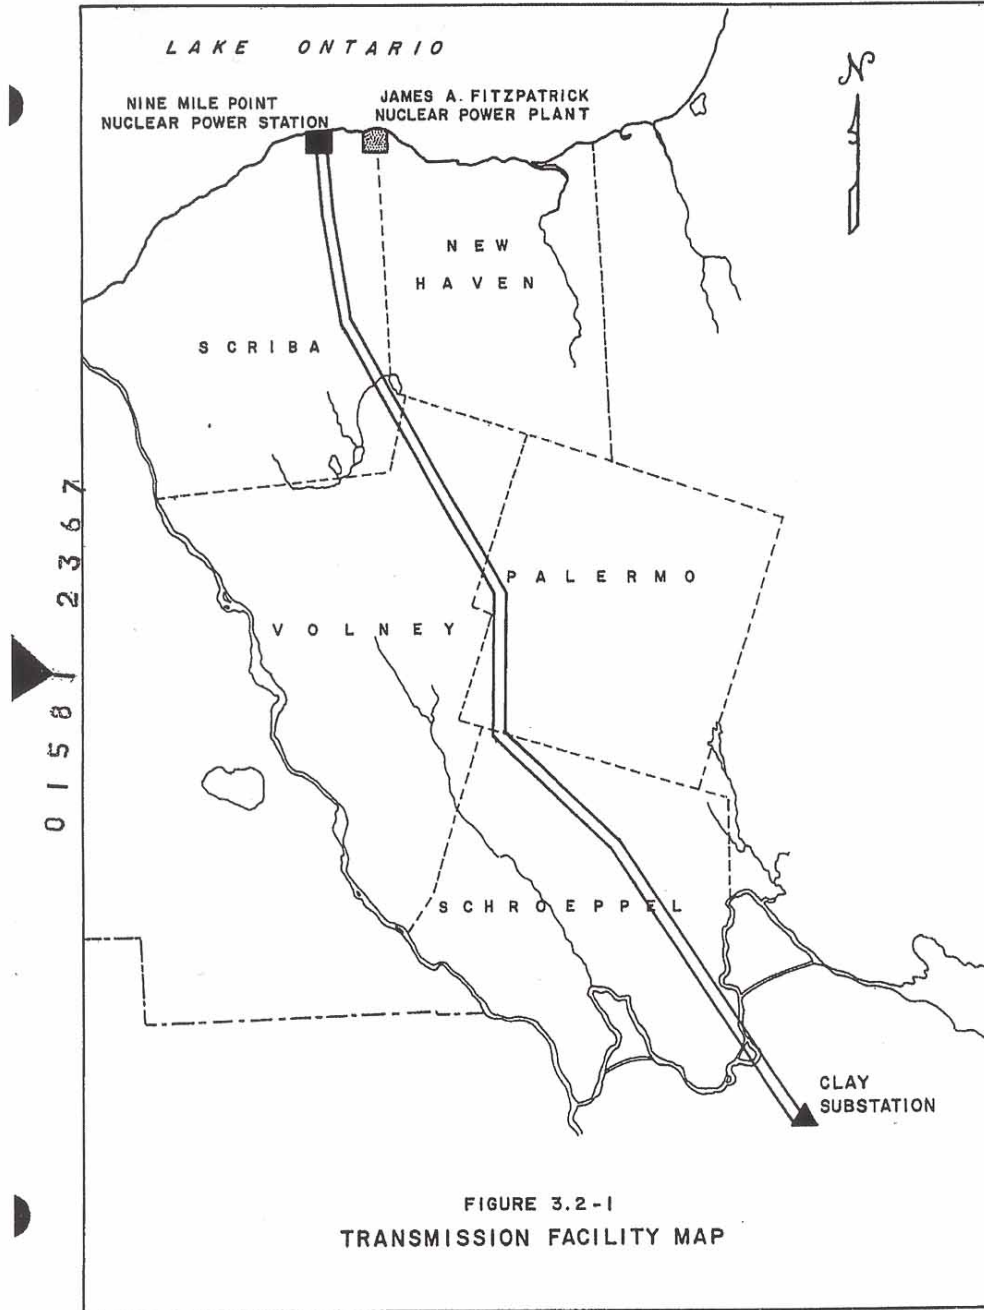 LAKE ONTARIO
NINE MILE POINT
NUCLEAR POWER STATION
JAMES A. FITZPATRICK
NUCLEAR POWER PLANT
N
NEW
HAVEN
SCRIBA
PALERMO
VOLNEY
SCHROEPPEL
CLAY
SUBSTATION
01581 2367
FIGURE 3.2-1
TRANSMISSION FACILITY MAP